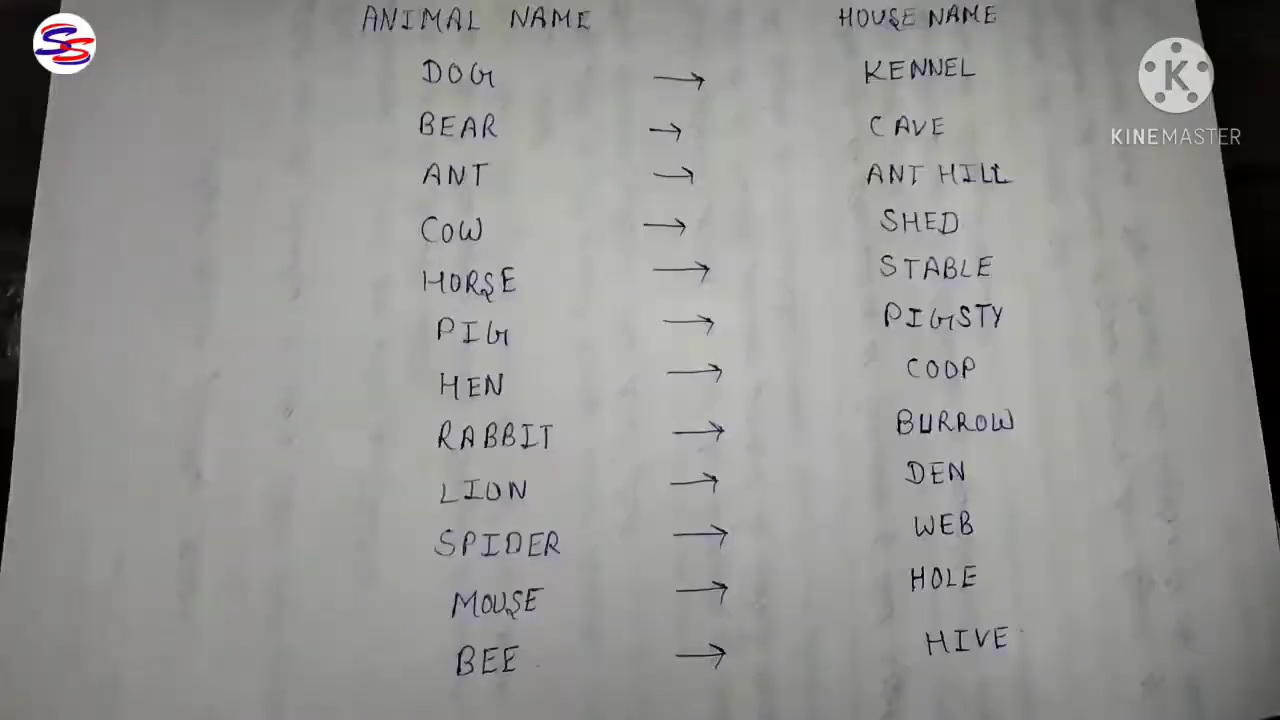 ANIMAL NAME HOUSE NAME
SS
DOG → KENNEL
KINEMASTER
BEAR → CAVE
ANT → ANT HILL
COW → SHED
HORSE → STABLE
PIG → PIGSTY
HEN → COOP
RABBIT → BURROW
LION → DEN
SPIDER → WEB
MOUSE → HOLE
BEE → HIVE